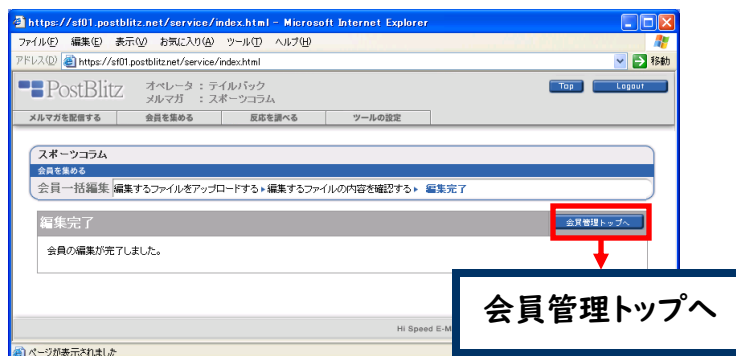 https://sf01.postblitz.net/service/index.html - Microsoft Internet Explorer
ファイル(F) 編集(E) 表示(V) お気に入り(A) ツール(T) ヘルプ(H)
アドレス(D) https://sf01.postblitz.net/service/index.html 移動
PostBlitz オペレータ : テイルバック Top Logout
メルマガ : スポーツコラム
メルマガを配信する 会員を集める 反応を調べる ツールの設定
スポーツコラム
会員を集める
会員一括編集 編集するファイルをアップロードする 編集するファイルの内容を確認する 編集完了
編集完了 会員管理トップへ
会員の編集が完了しました。
会員管理トップへ
Hi Speed E-M
ページが表示されました